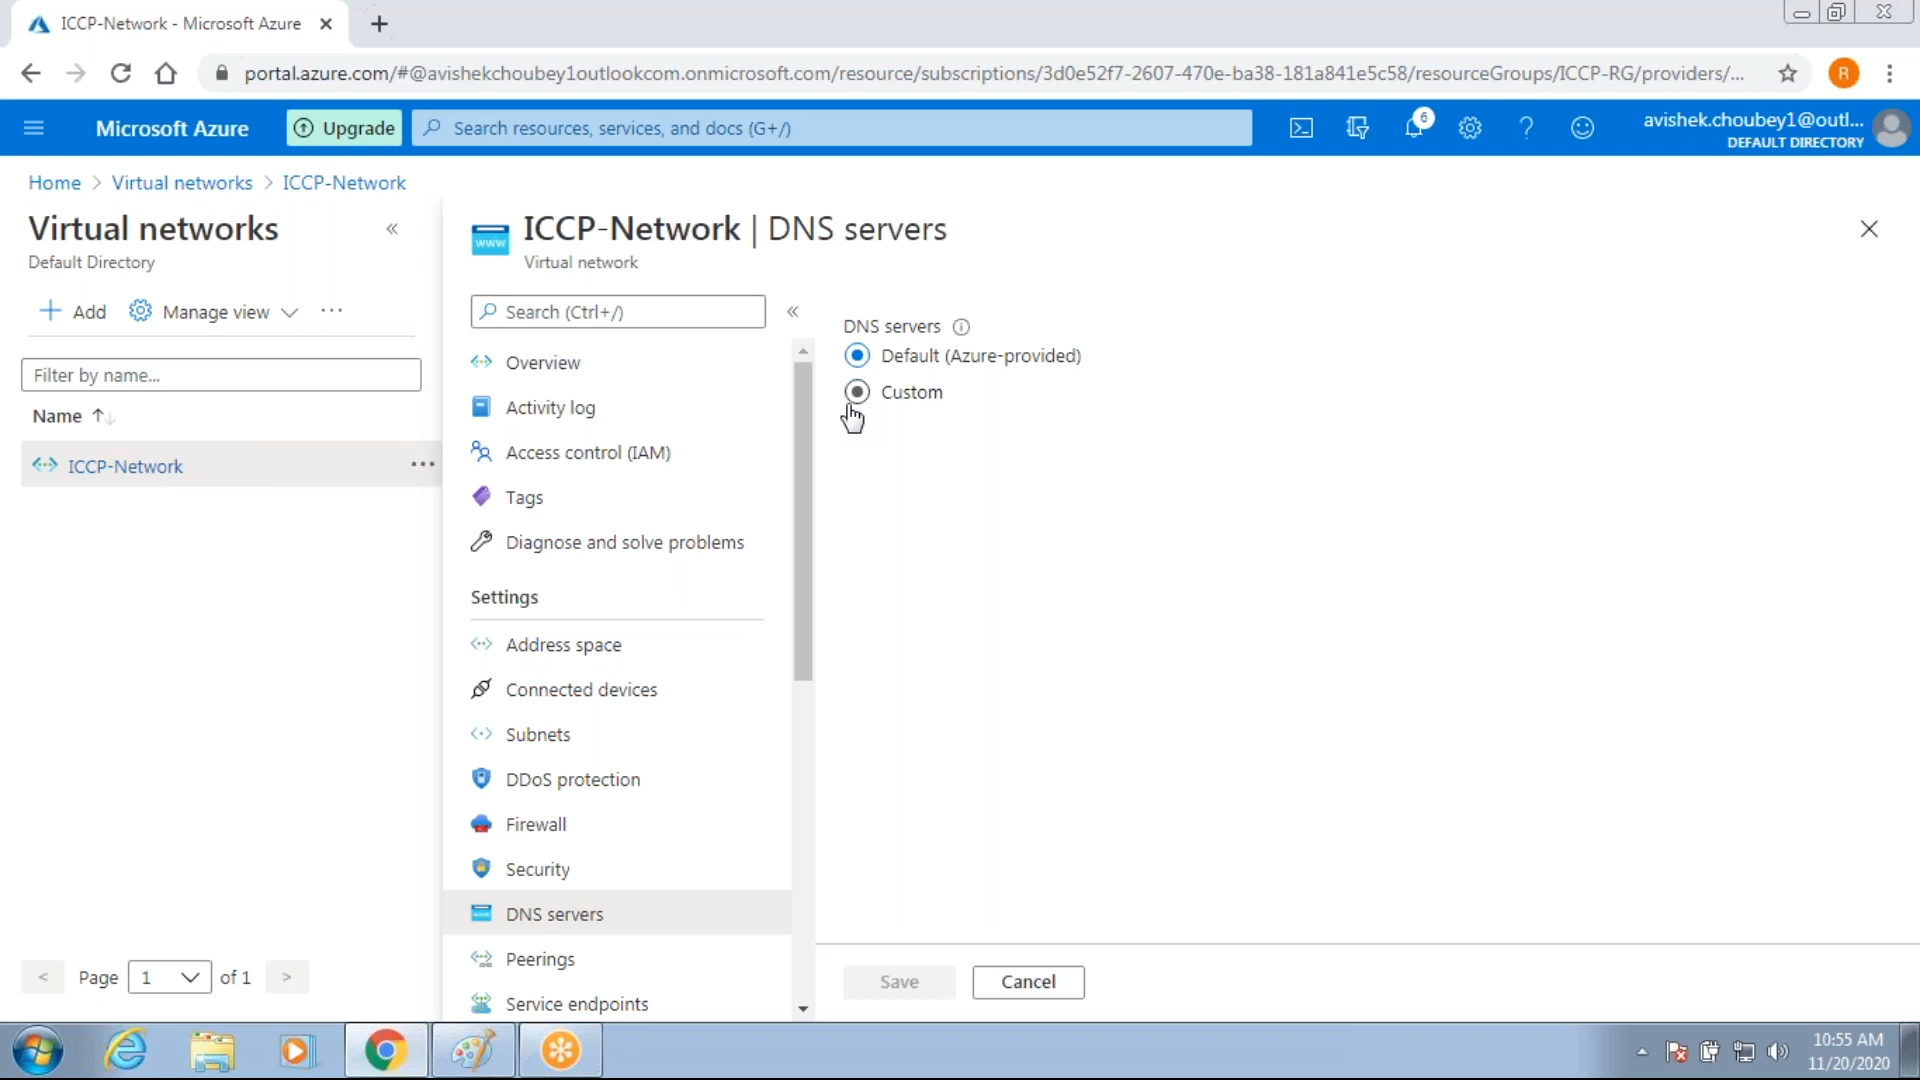 ICCP-Network - Microsoft Azure
portal.azure.com/#@avishekchoubey1outlookcom.onmicrosoft.com/resource/subscriptions/3d0e52f7-2607-470e-ba38-181a841e5c58/resourceGroups/ICCP-RG/providers/...
R
Microsoft Azure
Upgrade
Search resources, services, and docs (G+/)
6
avishek.choubey1@outl...
DEFAULT DIRECTORY
Home > Virtual networks > ICCP-Network
Virtual networks
Default Directory
Add
Manage view
Filter by name...
Name
ICCP-Network
< Page 1 of 1 >
www
ICCP-Network | DNS servers
Virtual network
Search (Ctrl+/)
Overview
Activity log
Access control (IAM)
Tags
Diagnose and solve problems
Settings
Address space
Connected devices
Subnets
DDoS protection
Firewall
Security
DNS servers
Peerings
Service endpoints
DNS servers
Default (Azure-provided)
Custom
Save
Cancel
10:55 AM
11/20/2020